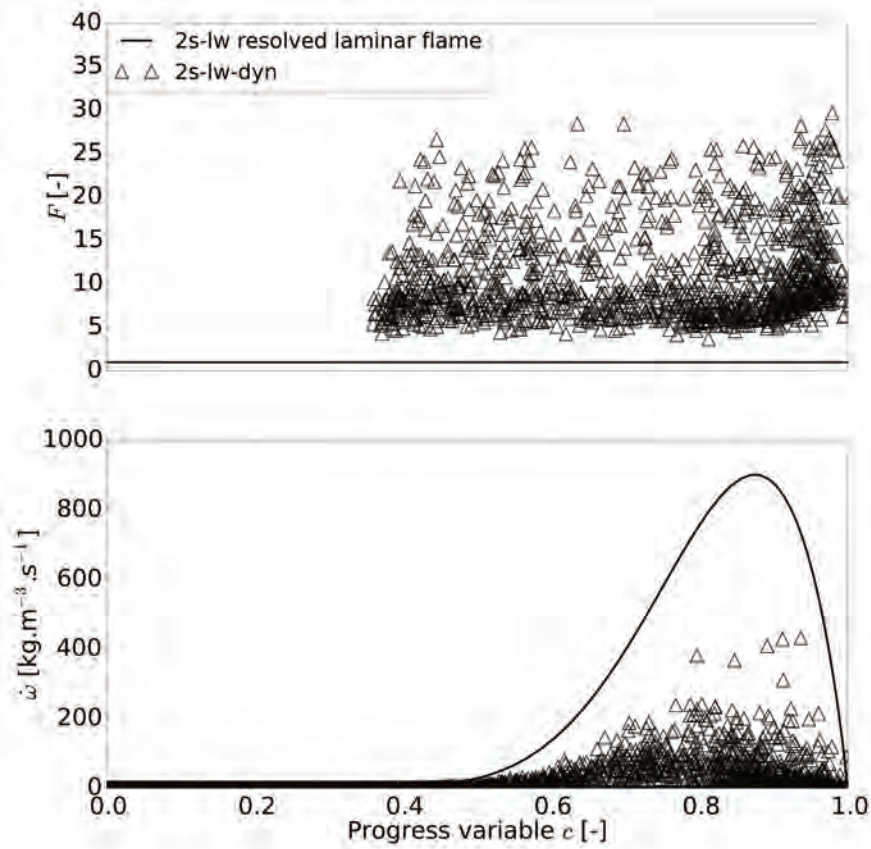 40
35
30
25
20
15
10
5
0
F [-]
2s-lw resolved laminar flame
2s-lw-dyn
1000
800
600
400
200
0
ω̇ [kg.m⁻³.s⁻¹]
0.0 0.2 0.4 0.6 0.8 1.0
Progress variable c [-]